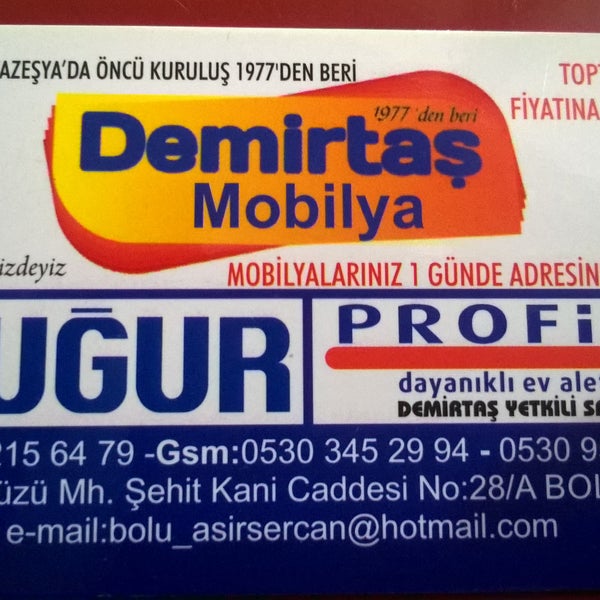 AZEŞYA'DA ÖNCÜ KURULUŞ 1977'DEN BERİ
TOPT
FİYATINA
1977'den beri
Demirtaş
Mobilya
izdeyiz
MOBİLYALARINIZ 1 GÜNDE ADRESİN
UĞUR
PROFi
dayanıklı ev alet
DEMİRTAŞ YETKİLİ SA
215 64 79 -Gsm:0530 345 29 94 - 0530 9
üzü Mh. Şehit Kani Caddesi No:28/A BOL
e-mail:bolu_asirsercan@hotmail.com